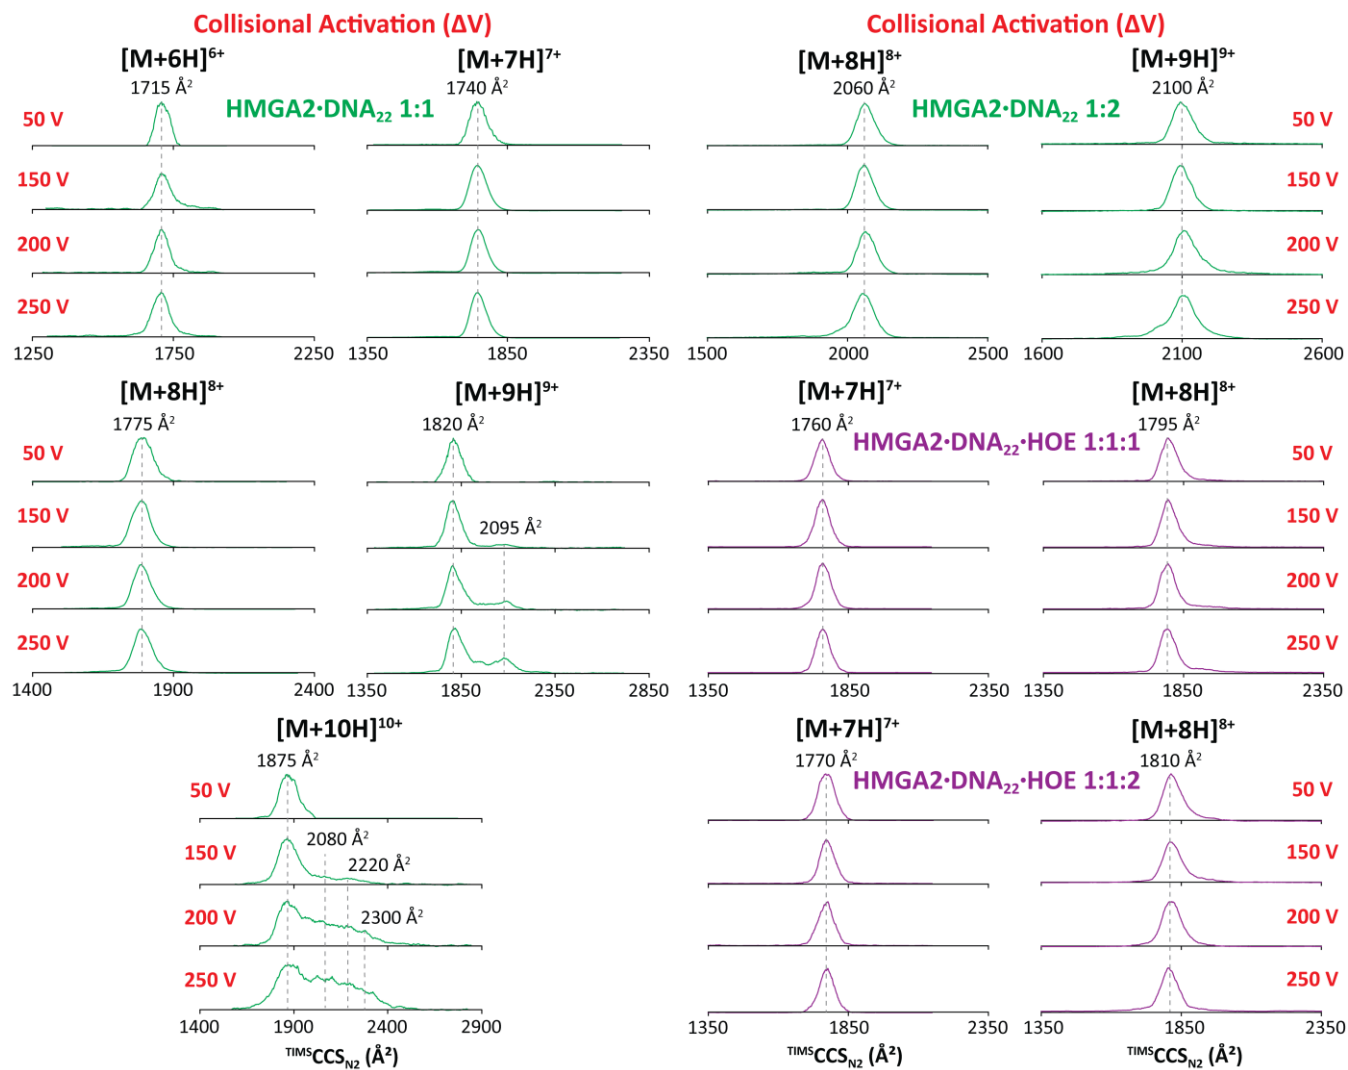 Collisional Activation (ΔV) Collisional Activation (ΔV)
[M+6H]⁶⁺ [M+7H]⁷⁺ [M+8H]⁸⁺ [M+9H]⁹⁺
1715 Å² 1740 Å² 2060 Å² 2100 Å²
HMGA2·DNA₂₂ 1:1 HMGA2·DNA₂₂ 1:2
50 V 50 V
150 V 150 V
200 V 200 V
250 V 250 V
1250 1750 2250 1350 1850 2350 1500 2000 2500 1600 2100 2600
[M+8H]⁸⁺ [M+9H]⁹⁺ [M+7H]⁷⁺ [M+8H]⁸⁺
1775 Å² 1820 Å² 1760 Å² 1795 Å²
HMGA2·DNA₂₂·HOE 1:1:1
50 V 50 V
150 V 2095 Å² 150 V
200 V 200 V
250 V 250 V
1400 1900 2400 1350 1850 2350 2850 1350 1850 2350 1350 1850 2350
[M+10H]¹⁰⁺ [M+7H]⁷⁺ [M+8H]⁸⁺
1875 Å² 1770 Å² 1810 Å²
HMGA2·DNA₂₂·HOE 1:1:2
50 V 50 V
150 V 2080 Å² 2220 Å² 150 V
200 V 2300 Å² 200 V
250 V 250 V
1400 1900 2400 2900 1350 1850 2350 1350 1850 2350
ᵀᴵᴹˢCCS_N2 (Å²) ᵀᴵᴹˢCCS_N2 (Å²) ᵀᴵᴹˢCCS_N2 (Å²)